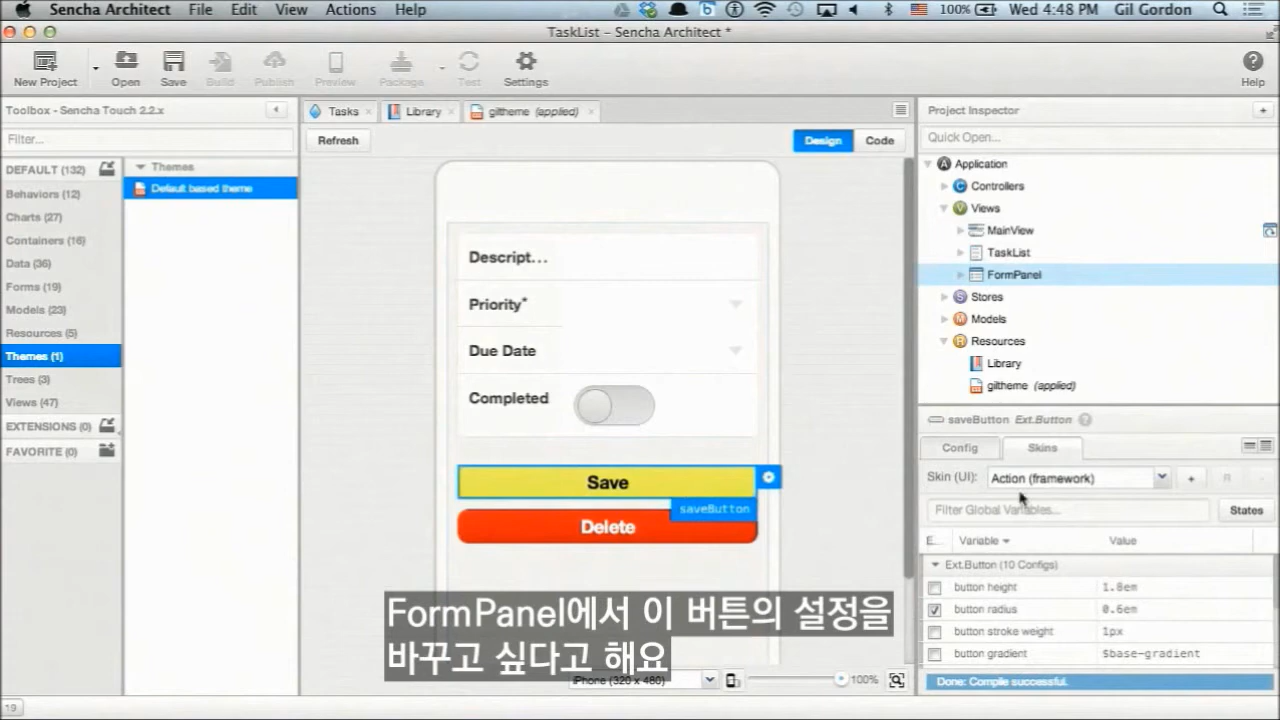 Sencha Architect File Edit View Actions Help 100% Wed 4:48 PM Gil Gordon
TaskList – Sencha Architect *
New Project Open Save Build Publish Preview Package Test Settings Help
Toolbox - Sencha Touch 2.2.x
Filter...
DEFAULT (132)
Behaviors (12)
Charts (27)
Containers (16)
Data (36)
Forms (19)
Models (23)
Resources (5)
Themes (1)
Trees (3)
Views (47)
EXTENSIONS (0)
FAVORITE (0)
Themes
Default based theme
Tasks Library giltheme (applied)
Refresh Design Code
Descript...
Priority*
Due Date
Completed
Save
saveButton
Delete
iPhone (320 x 480) 100%
Project Inspector
Quick Open...
Application
Controllers
Views
MainView
TaskList
FormPanel
Stores
Models
Resources
Library
giltheme (applied)
saveButton Ext.Button
Config Skins
Skin (UI): Action (framework)
Filter Global Variables... States
E... Variable Value
Ext.Button (10 Configs)
button height 1.8em
button radius 0.6em
button stroke weight 1px
button gradient $base-gradient
Done: Compile successful.
FormPanel에서 이 버튼의 설정을
바꾸고 싶다고 해요
19